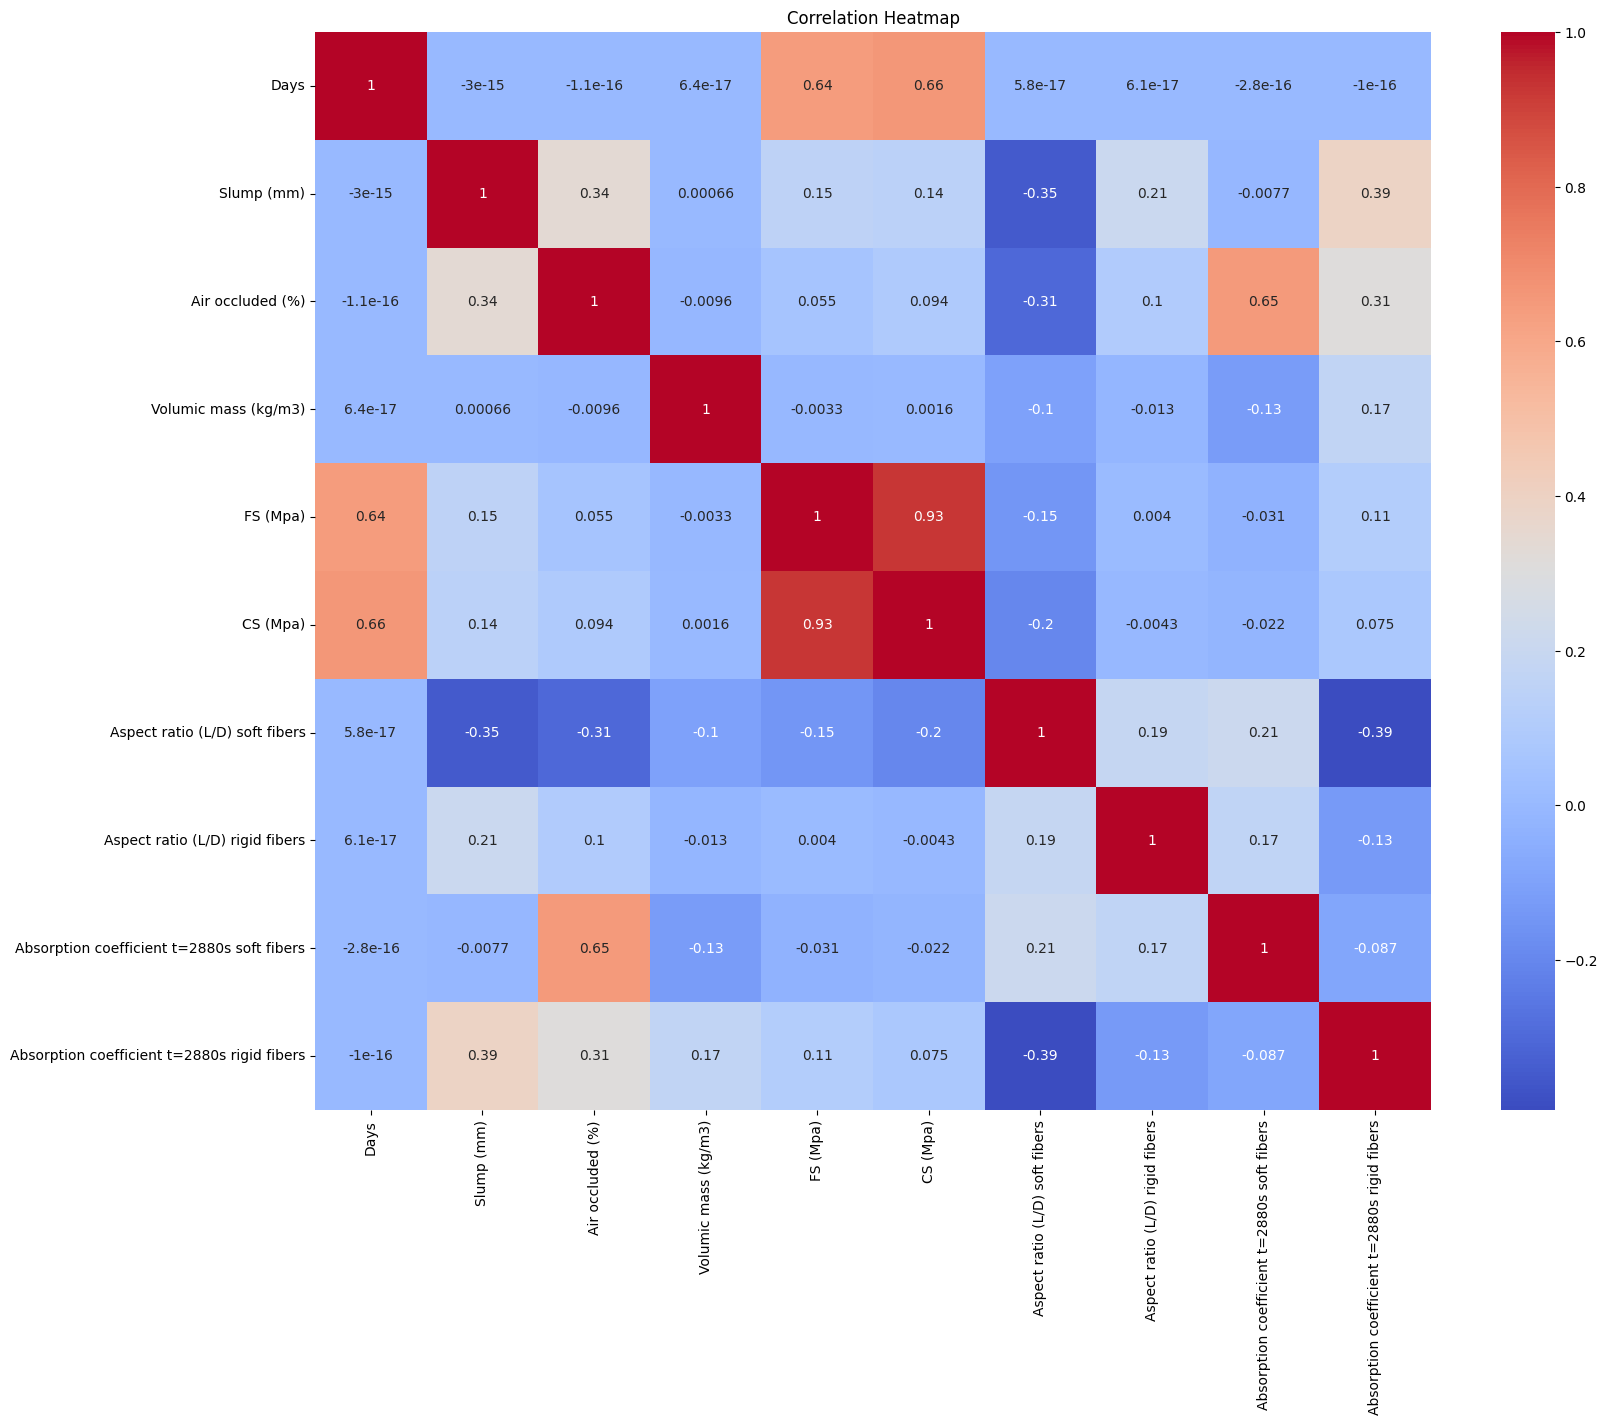 Correlation Heatmap
Days 1 -3e-15 -1.1e-16 6.4e-17 0.64 0.66 5.8e-17 6.1e-17 -2.8e-16 -1e-16
Slump (mm) -3e-15 1 0.34 0.00066 0.15 0.14 -0.35 0.21 -0.0077 0.39
Air occluded (%) -1.1e-16 0.34 1 -0.0096 0.055 0.094 -0.31 0.1 0.65 0.31
Volumic mass (kg/m3) 6.4e-17 0.00066 -0.0096 1 -0.0033 0.0016 -0.1 -0.013 -0.13 0.17
FS (Mpa) 0.64 0.15 0.055 -0.0033 1 0.93 -0.15 0.004 -0.031 0.11
CS (Mpa) 0.66 0.14 0.094 0.0016 0.93 1 -0.2 -0.0043 -0.022 0.075
Aspect ratio (L/D) soft fibers 5.8e-17 -0.35 -0.31 -0.1 -0.15 -0.2 1 0.19 0.21 -0.39
Aspect ratio (L/D) rigid fibers 6.1e-17 0.21 0.1 -0.013 0.004 -0.0043 0.19 1 0.17 -0.13
Absorption coefficient t=2880s soft fibers -2.8e-16 -0.0077 0.65 -0.13 -0.031 -0.022 0.21 0.17 1 -0.087
Absorption coefficient t=2880s rigid fibers -1e-16 0.39 0.31 0.17 0.11 0.075 -0.39 -0.13 -0.087 1
Days
Slump (mm)
Air occluded (%)
Volumic mass (kg/m3)
FS (Mpa)
CS (Mpa)
Aspect ratio (L/D) soft fibers
Aspect ratio (L/D) rigid fibers
Absorption coefficient t=2880s soft fibers
Absorption coefficient t=2880s rigid fibers
1.0
0.8
0.6
0.4
0.2
0.0
−0.2